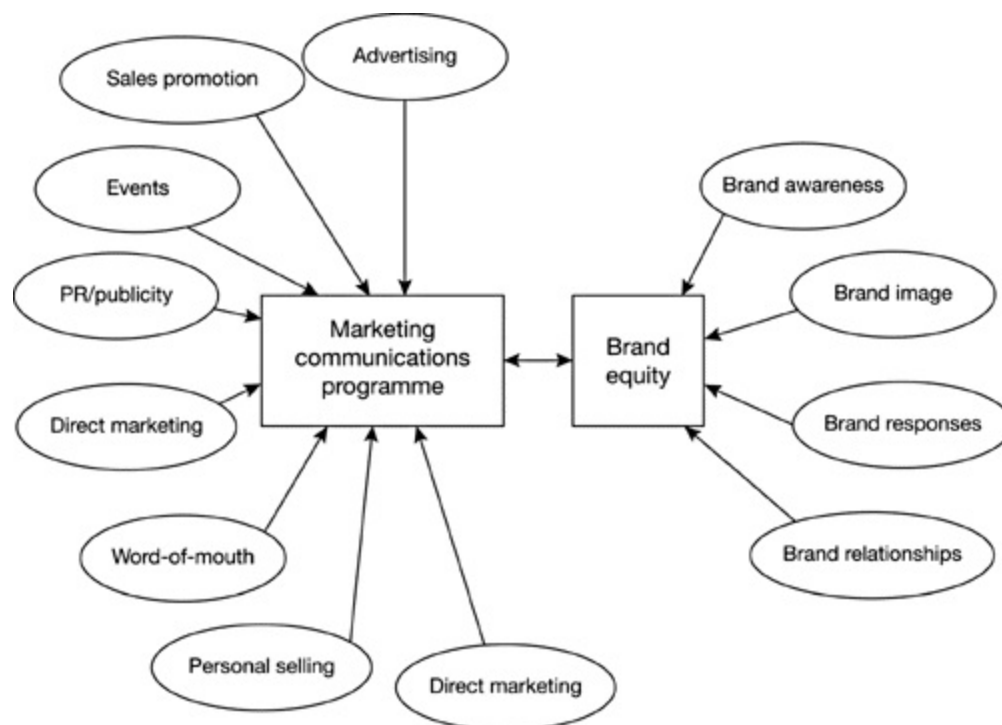 Advertising
Sales promotion
Events
PR/publicity
Direct marketing
Word-of-mouth
Personal selling
Direct marketing
Marketing
communications
programme
Brand
equity
Brand awareness
Brand image
Brand responses
Brand relationships